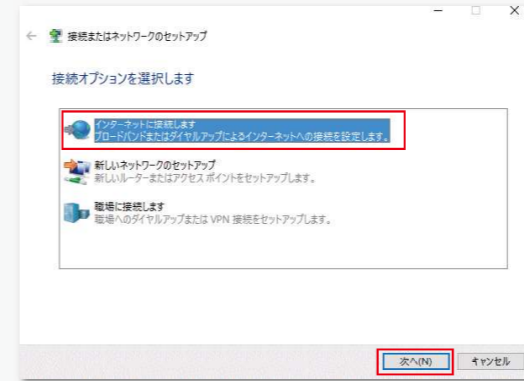 接続またはネットワークのセットアップ
接続オプションを選択します
インターネットに接続します
ブロードバンドまたはダイヤルアップによるインターネットへの接続を設定します。
新しいネットワークのセットアップ
新しいルーターまたはアクセス ポイントをセットアップします。
職場に接続します
職場へのダイヤルアップまたは VPN 接続をセットアップします。
次へ(N) キャンセル